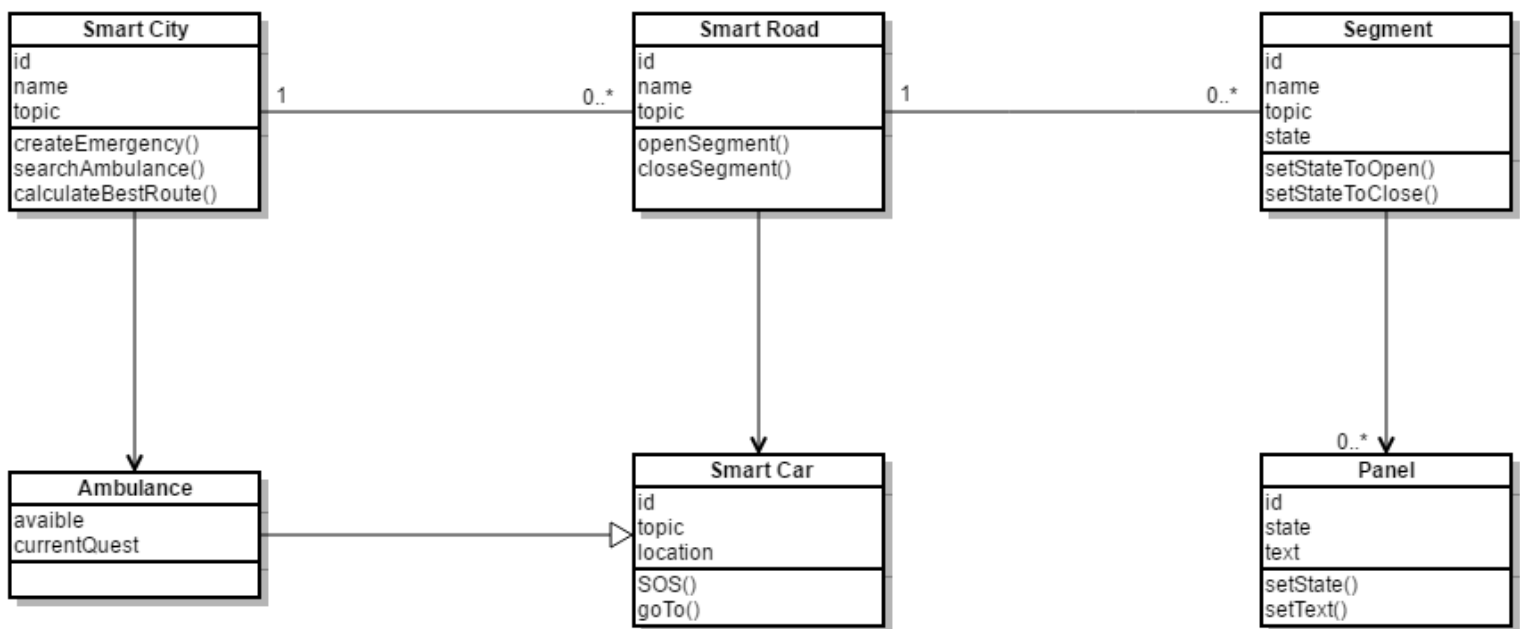 Smart City
id
name
topic
createEmergency()
searchAmbulance()
calculateBestRoute()
1
0..*
Smart Road
id
name
topic
openSegment()
closeSegment()
1
0..*
Segment
id
name
topic
state
setStateToOpen()
setStateToClose()
Ambulance
avaible
currentQuest
Smart Car
id
topic
location
SOS()
goTo()
0..*
Panel
id
state
text
setState()
setText()